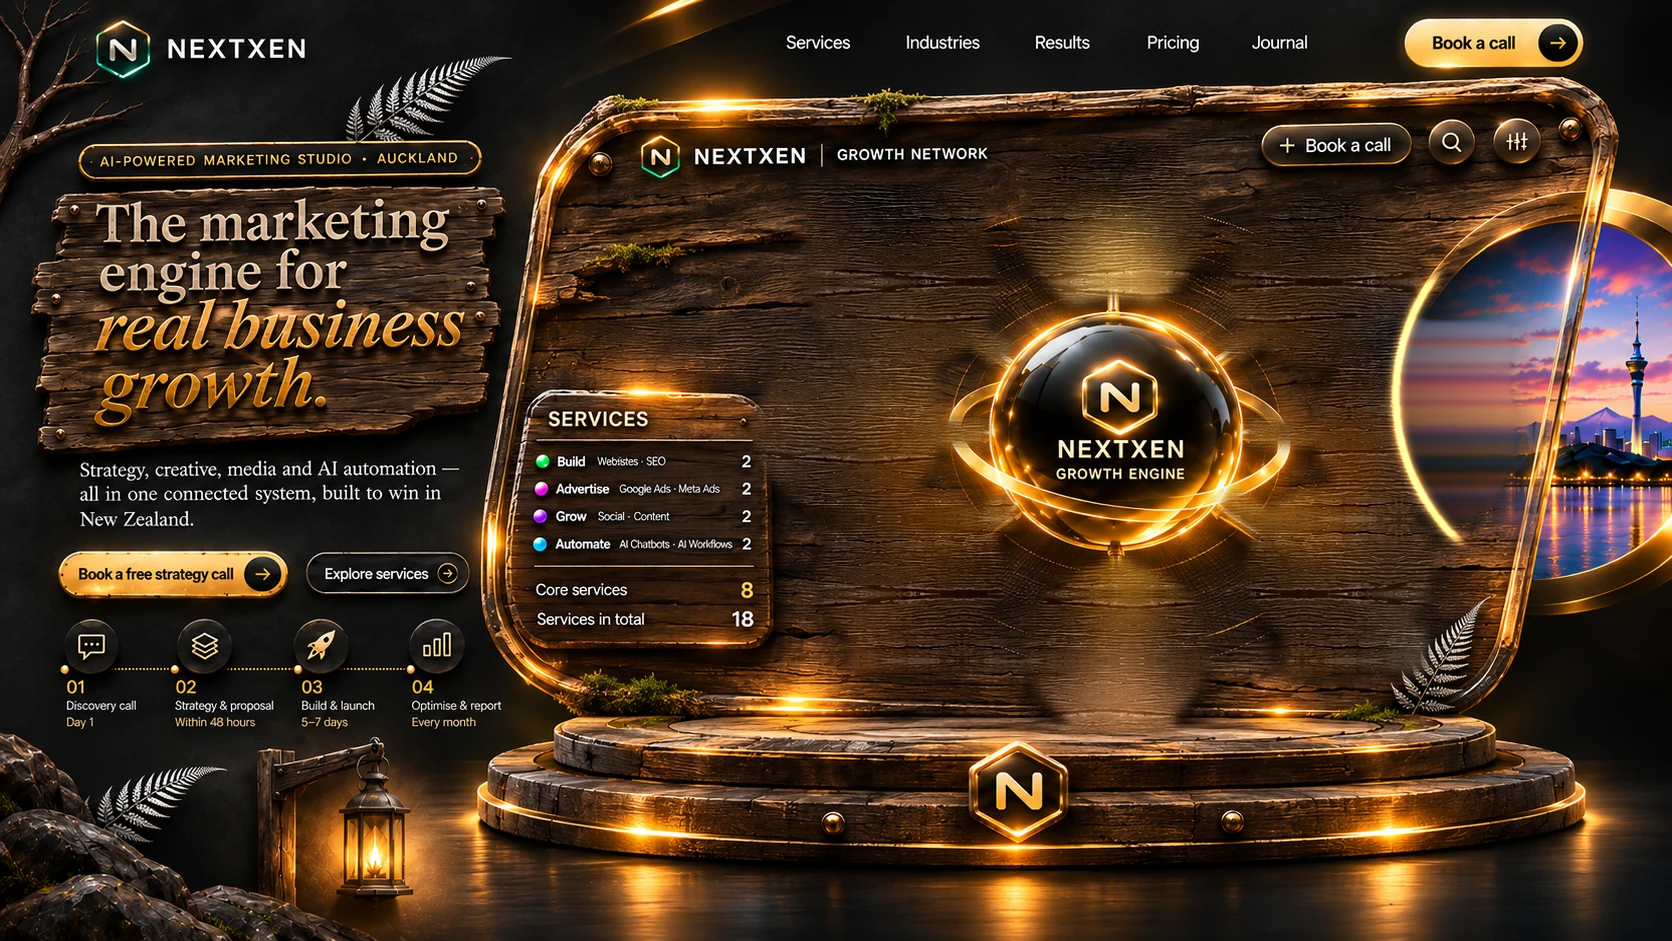 NEXTXEN
Services
Industries
Results
Pricing
Journal
Book a call
AI-POWERED MARKETING STUDIO • AUCKLAND
The marketing
engine for
real business
growth.
Strategy, creative, media and AI automation —
all in one connected system, built to win in
New Zealand.
Book a free strategy call
Explore services
01
Discovery call
Day 1
02
Strategy & proposal
Within 48 hours
03
Build & launch
5–7 days
04
Optimise & report
Every month
N
NEXTXEN | GROWTH NETWORK
+ Book a call
SERVICES
Build Webistes · SEO 2
Advertise Google Ads · Meta Ads 2
Grow Social · Content 2
Automate AI Chatbots · AI Workflows 2
Core services 8
Services in total 18
N
NEXTXEN
GROWTH ENGINE
N